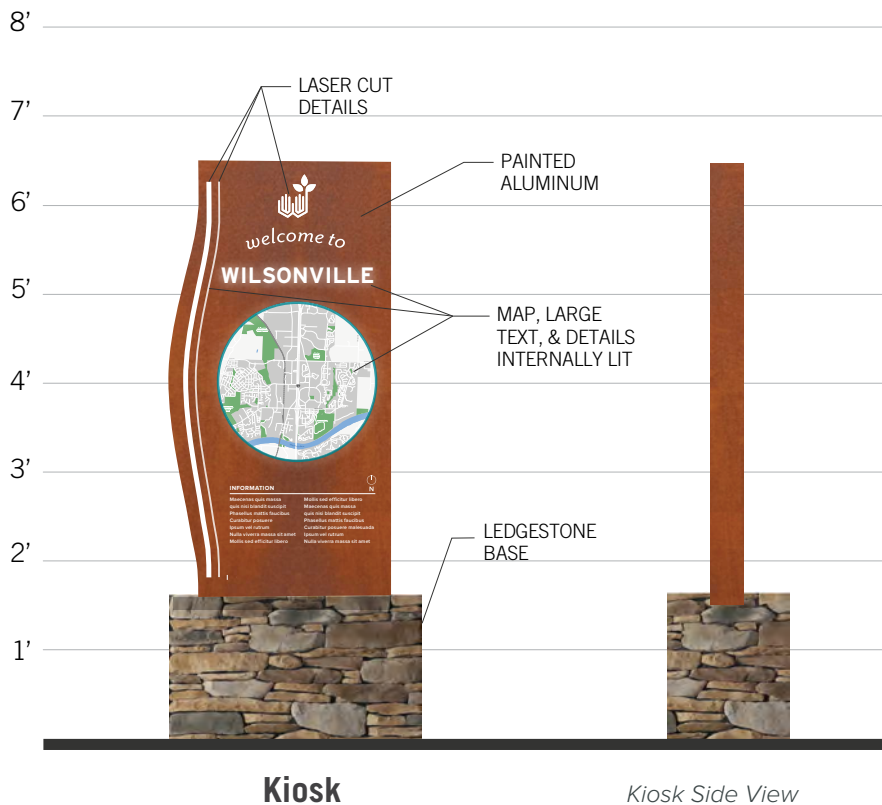 8’
7’
6’
5’
4’
3’
2’
1’
LASER CUT
DETAILS
PAINTED
ALUMINUM
MAP, LARGE
TEXT, & DETAILS
INTERNALLY LIT
LEDGESTONE
BASE
welcome to
WILSONVILLE
N
INFORMATION
Maecenas quis massa
quis nisi blandit suscipit
Phasellus mattis faucibus
Curabitur posuere
Ipsum vel rutrum
Nulla viverra massa sit amet
Mollis sed efficitur libero
Mollis sed efficitur libero
Maecenas quis massa
quis nisi blandit suscipit
Phasellus mattis faucibus
Curabitur posuere malesuada
Ipsum vel rutrum
Nulla viverra massa sit amet
Kiosk
Kiosk Side View